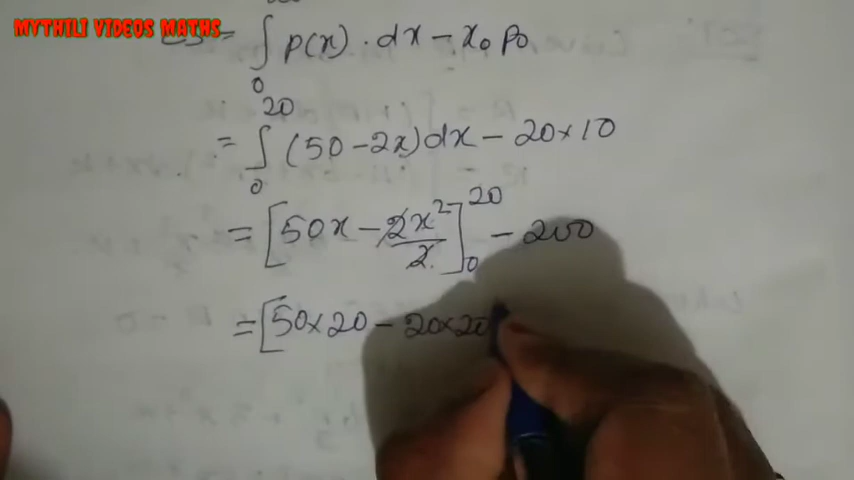 MYTHILI VIDEOS MATHS
CS = ∫₀ p(x) · dx - x₀ p₀
= ∫₀²⁰ (50 - 2x) dx - 20 × 10
= [50x - 2x²/2]₀²⁰ - 200
= [50 × 20 - 20 × 20